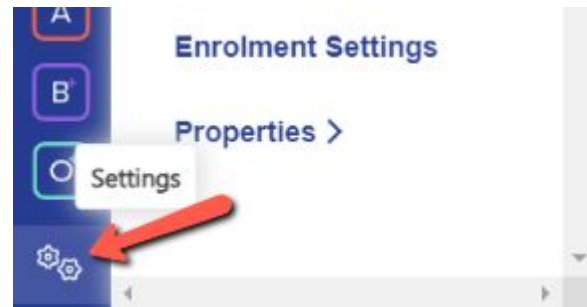 A
Enrolment Settings
B+
Properties >
O
Settings